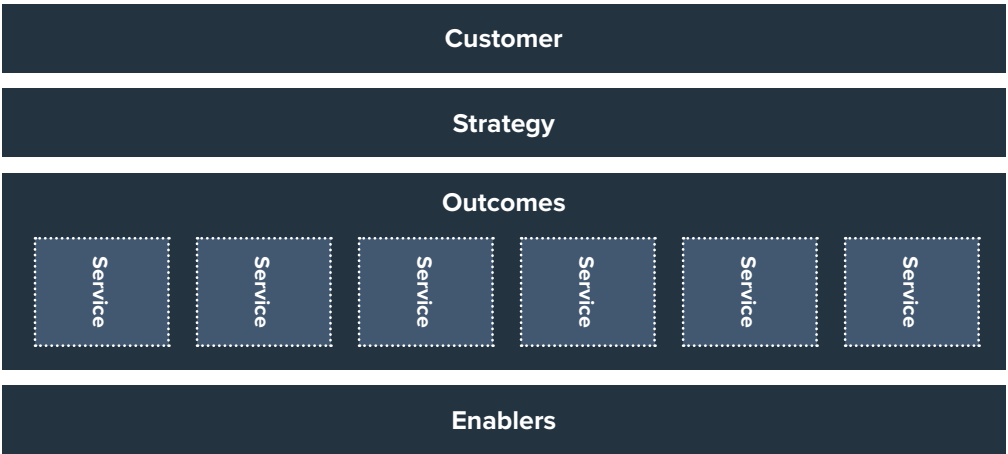 Customer
Strategy
Outcomes
Service
Service
Service
Service
Service
Service
Enablers